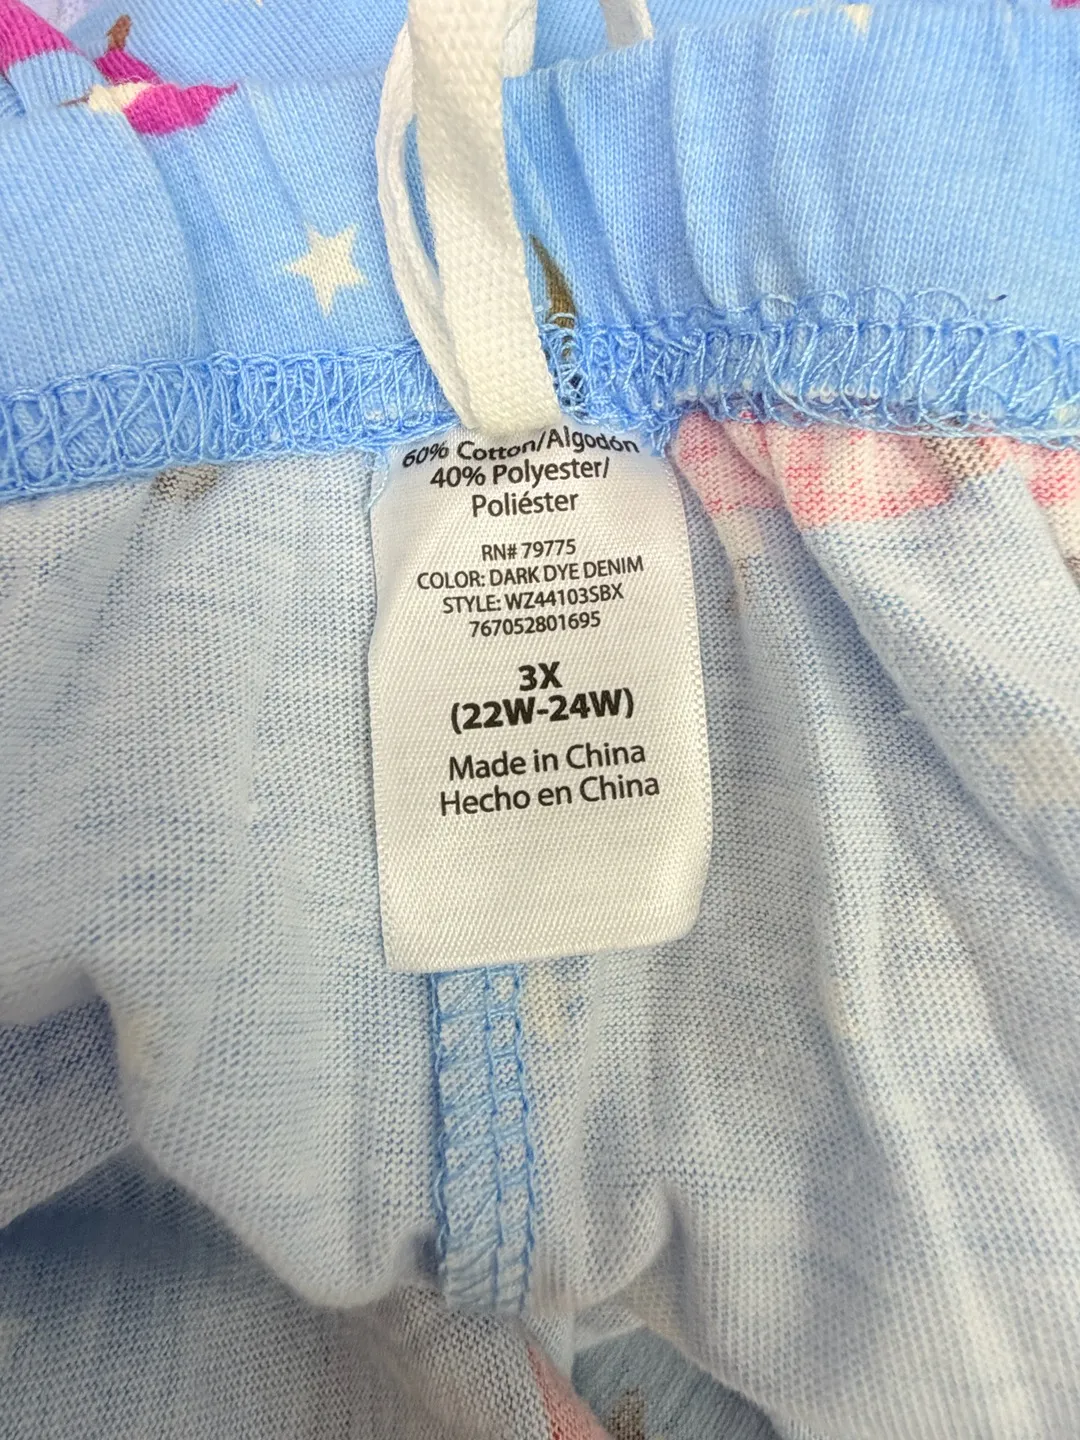 60% Cotton/Algodón
40% Polyester/
Poliéster
RN# 79775
COLOR: DARK DYE DENIM
STYLE: WZ44103SBX
767052801695
3X
(22W-24W)
Made in China
Hecho en China